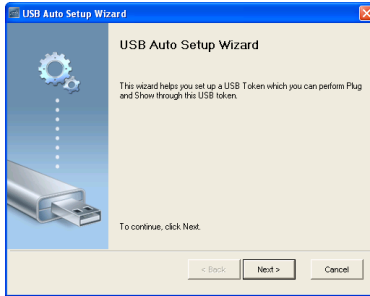 USB Auto Setup Wizard
USB Auto Setup Wizard
This wizard helps you set up a USB Token which you can perform Plug
and Show through this USB token.
To continue, click Next.
< Back
Next >
Cancel